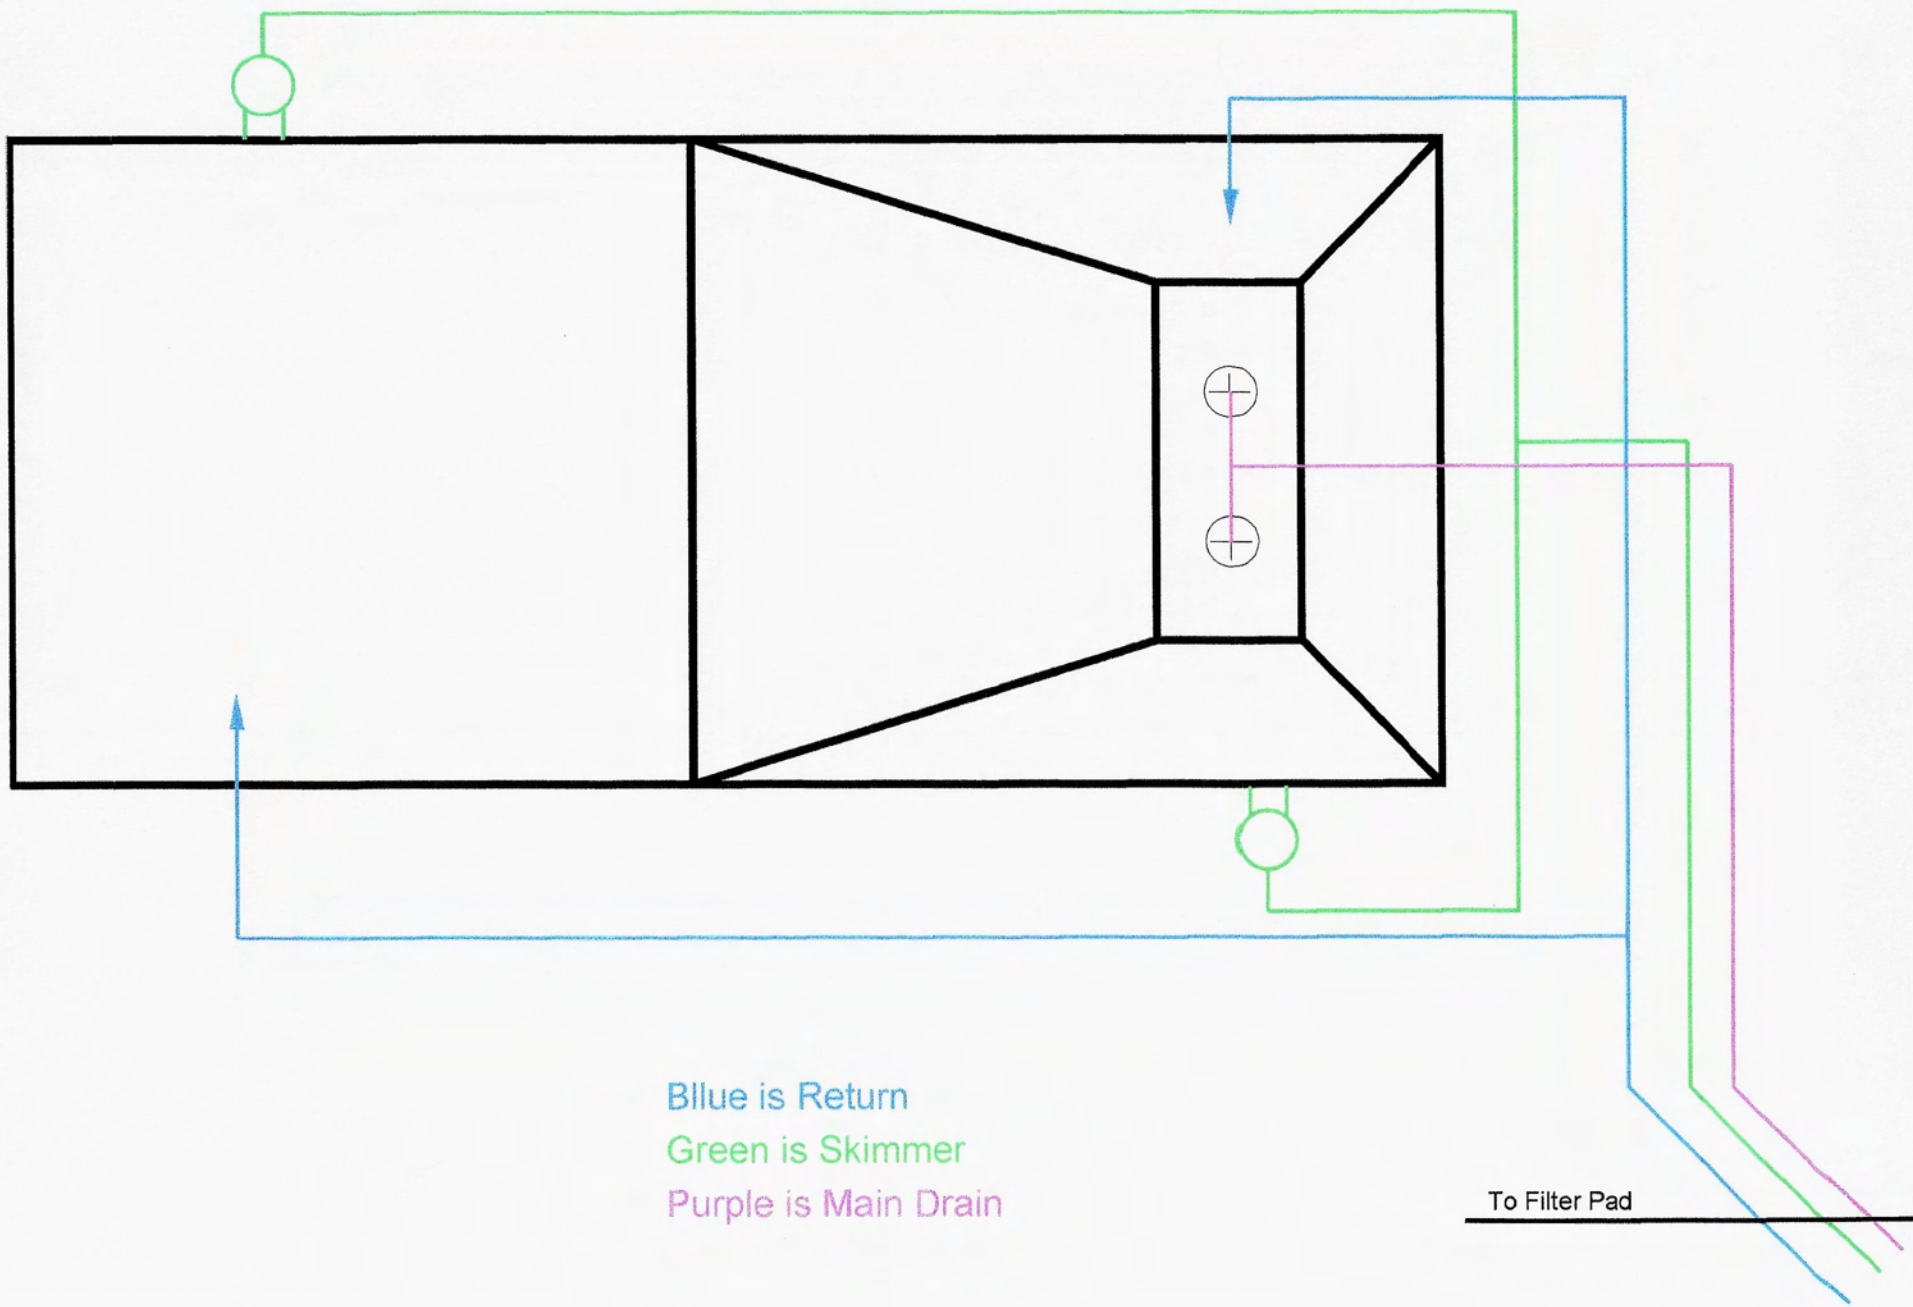 Bllue is Return
Green is Skimmer
Purple is Main Drain
To Filter Pad